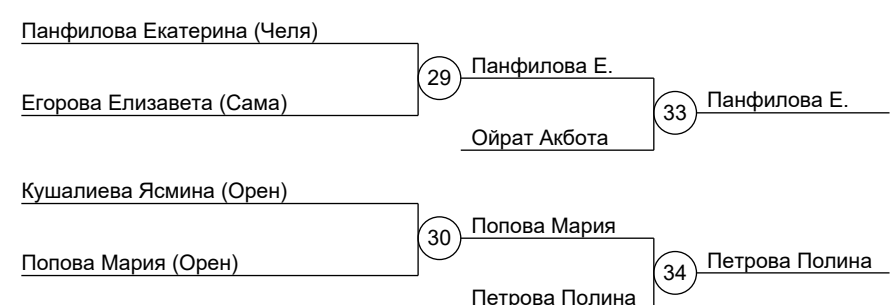 Панфилова Екатерина (Челя)
29
Панфилова Е.
Егорова Елизавета (Сама)
33
Панфилова Е.
Ойрат Акбота
Кушалиева Ясмина (Орен)
30
Попова Мария
Попова Мария (Орен)
34
Петрова Полина
Петрова Полина